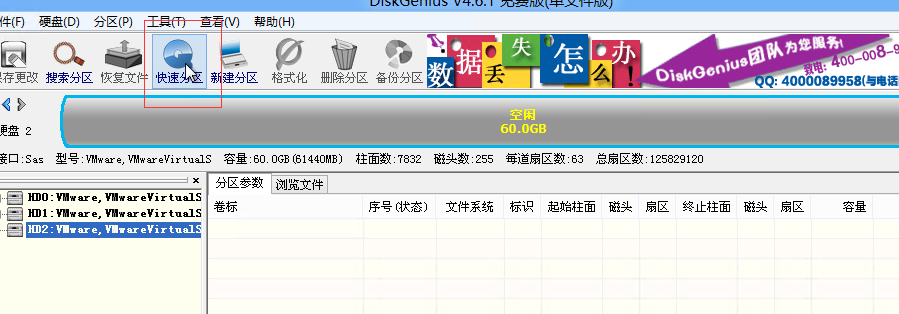 DiskGenius V4.6.1 免费版(单文件版)
件(F) 硬盘(D) 分区(P) 工具(T) 查看(V) 帮助(H)
保存更改 搜索分区 恢复文件 快速分区 新建分区 格式化 删除分区 备份分区
数据丢失怎么办!
DiskGenius团队为您服务!
致电: 400-008-9
QQ: 4000089958(与电话
硬盘 2
空闲
60.0GB
接口:Sas 型号:VMware,VMwareVirtualS 容量:60.0GB(61440MB) 柱面数:7832 磁头数:255 每道扇区数:63 总扇区数:125829120
HD0:VMware,VMwareVirtualS
HD1:VMware,VMwareVirtualS
HD2:VMware,VMwareVirtualS
分区参数 浏览文件
卷标 序号(状态) 文件系统 标识 起始柱面 磁头 扇区 终止柱面 磁头 扇区 容量